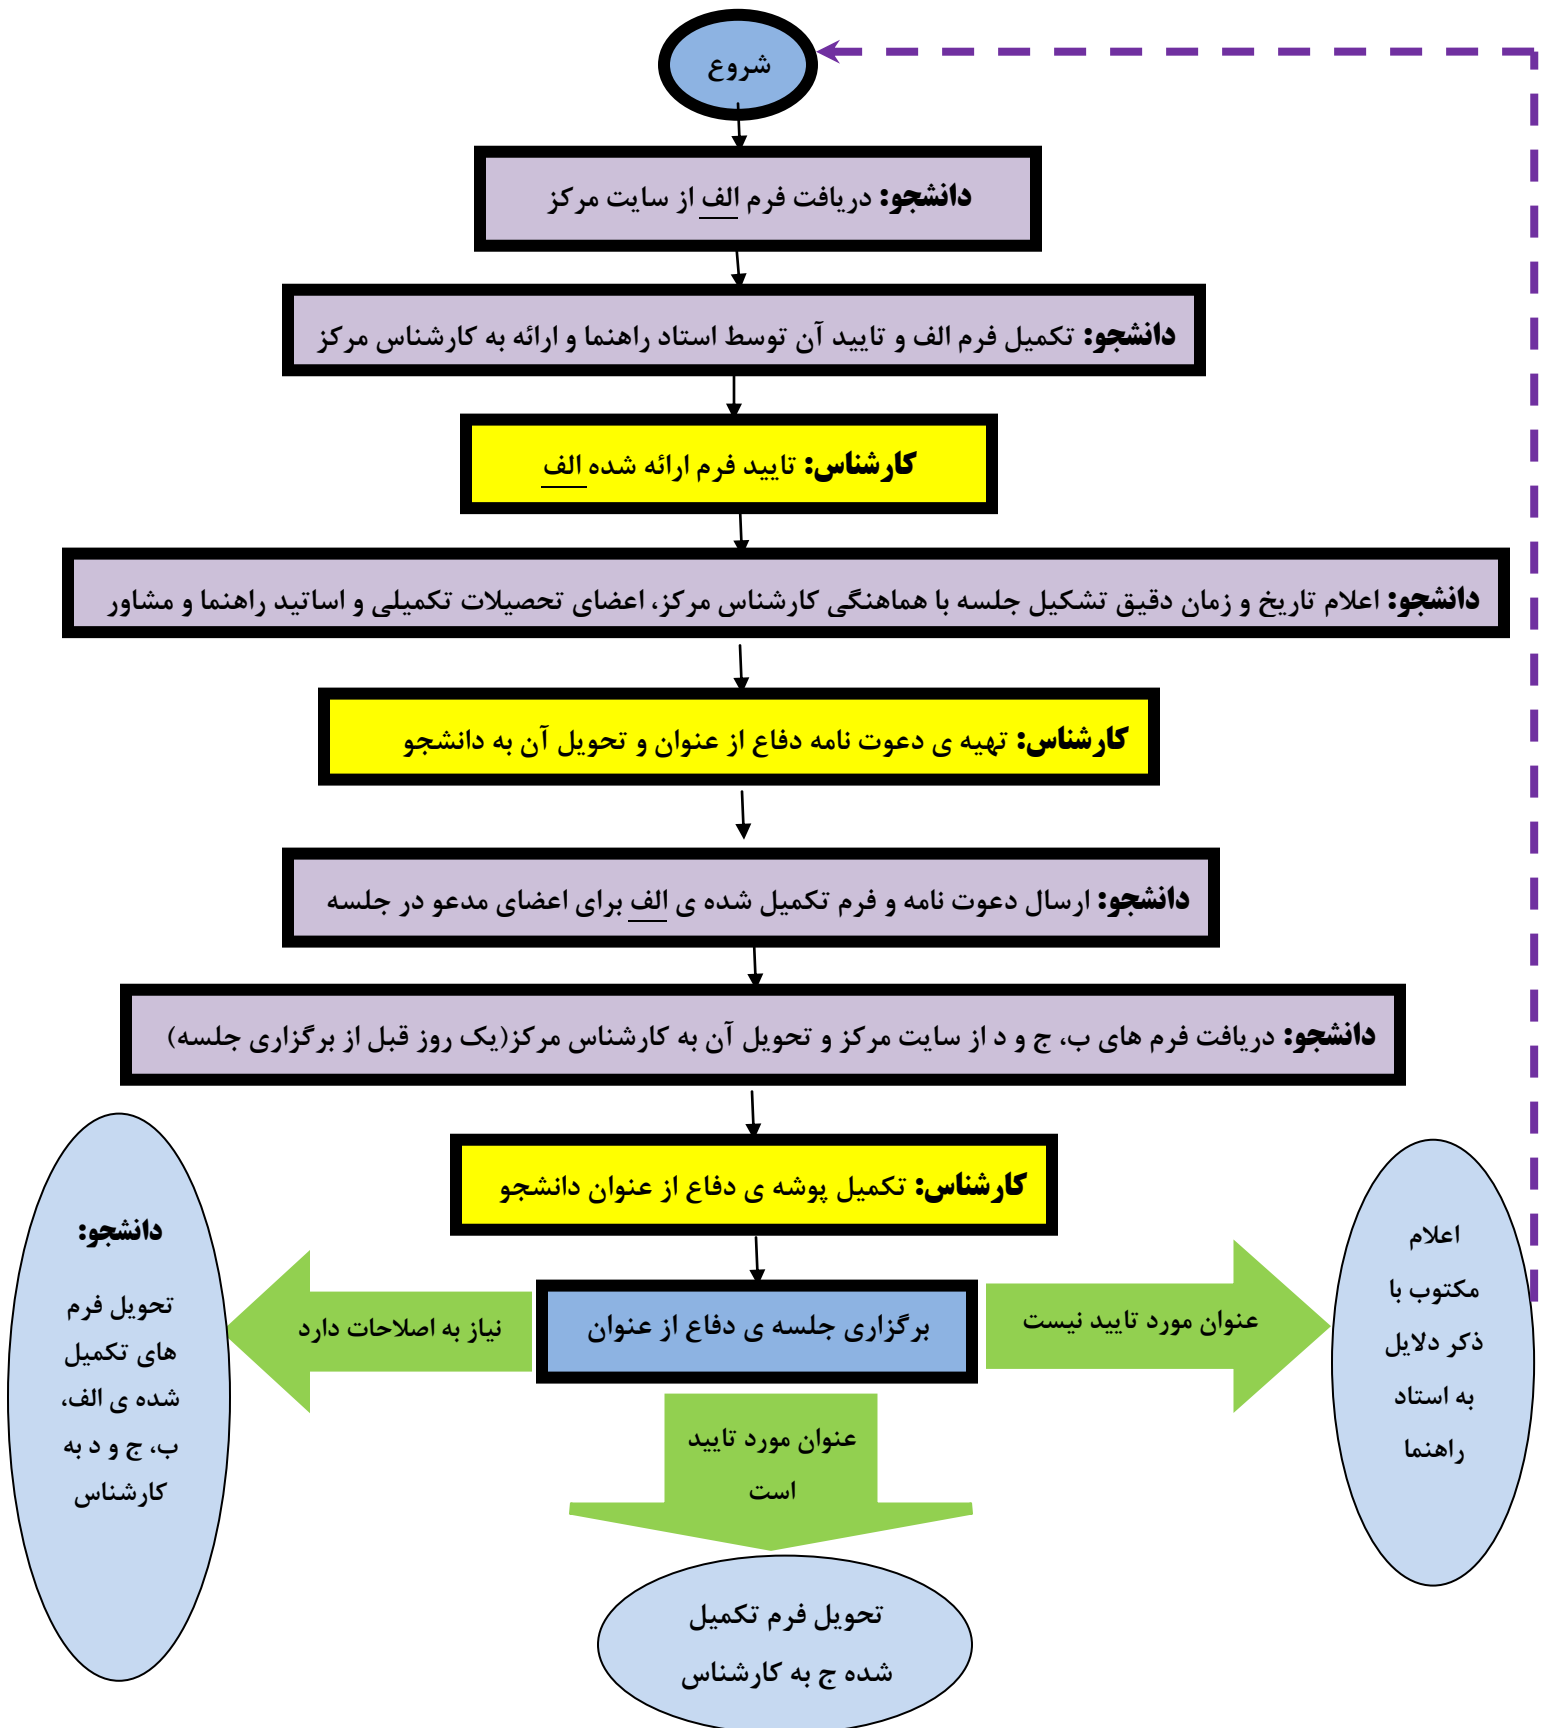 شروع
دانشجو: دریافت فرم الف از سایت مرکز
دانشجو: تکمیل فرم الف و تایید آن توسط استاد راهنما و ارائه به کارشناس مرکز
کارشناس: تایید فرم ارائه شده الف
دانشجو: اعلام تاریخ و زمان دقیق تشکیل جلسه با هماهنگی کارشناس مرکز، اعضای تحصیلات تکمیلی و اساتید راهنما و مشاور
کارشناس: تهیه ی دعوت نامه دفاع از عنوان و تحویل آن به دانشجو
دانشجو: ارسال دعوت نامه و فرم تکمیل شده ی الف برای اعضای مدعو در جلسه
دانشجو: دریافت فرم های ب، ج و د از سایت مرکز و تحویل آن به کارشناس مرکز(یک روز قبل از برگزاری جلسه)
کارشناس: تکمیل پوشه ی دفاع از عنوان دانشجو
برگزاری جلسه ی دفاع از عنوان
عنوان مورد تایید نیست
اعلام
مکتوب با
ذکر دلایل
به استاد
راهنما
نیاز به اصلاحات دارد
دانشجو:
تحویل فرم
های تکمیل
شده ی الف،
ب، ج و د به
کارشناس
عنوان مورد تایید
است
تحویل فرم تکمیل
شده ج به کارشناس